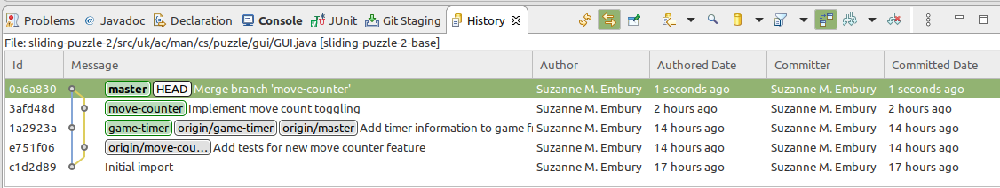 Problems @ Javadoc Declaration Console JUnit Git Staging History
File: sliding-puzzle-2/src/uk/ac/man/cs/puzzle/gui/GUI.java [sliding-puzzle-2-base]
Id Message Author Authored Date Committer Committed Date
0a6a830 master HEAD Merge branch 'move-counter' Suzanne M. Embury 1 seconds ago Suzanne M. Embury 1 seconds ago
3afd48d move-counter Implement move count toggling Suzanne M. Embury 2 hours ago Suzanne M. Embury 2 hours ago
1a2923a game-timer origin/game-timer origin/master Add timer information to game fr Suzanne M. Embury 14 hours ago Suzanne M. Embury 14 hours ago
e751f06 origin/move-cou... Add tests for new move counter feature Suzanne M. Embury 14 hours ago Suzanne M. Embury 14 hours ago
c1d2d89 Initial import Suzanne M. Embury 17 hours ago Suzanne M. Embury 17 hours ago